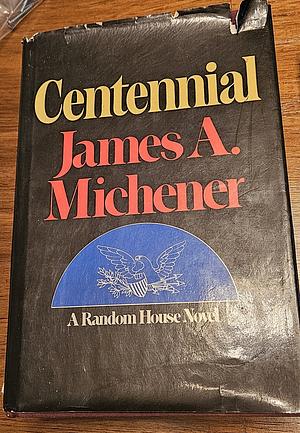 Centennial
James A.
Michener
A Random House Novel